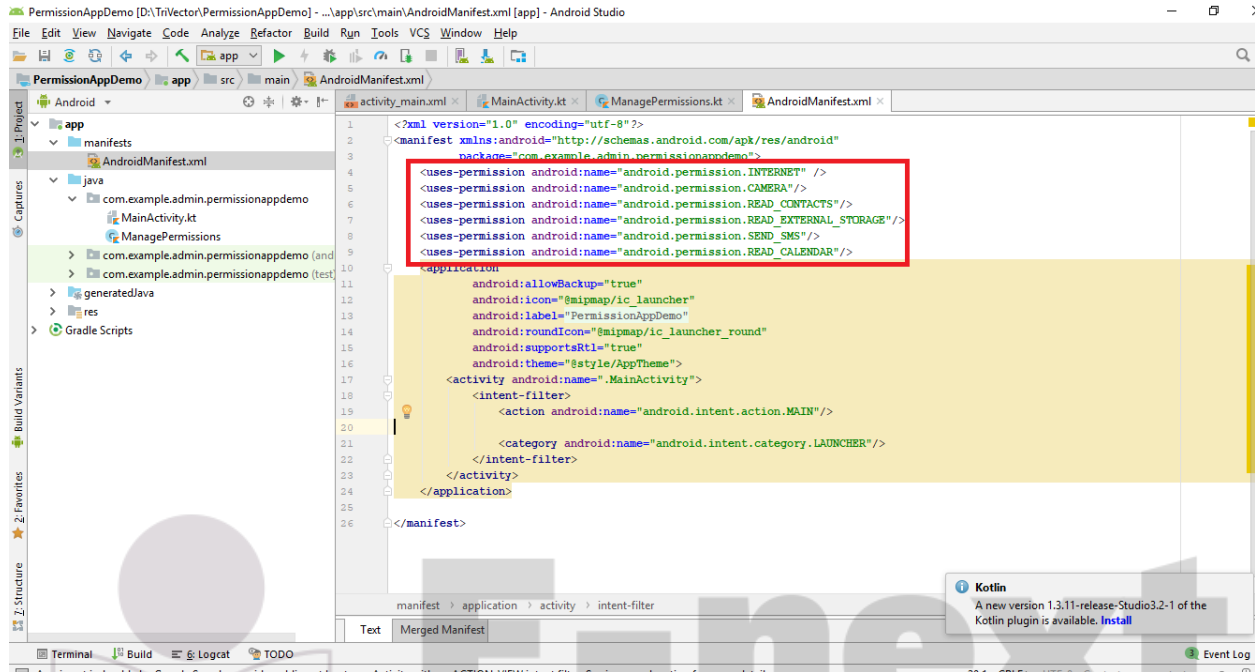 PermissionAppDemo [D:\TriVector\PermissionAppDemo] - ...\app\src\main\AndroidManifest.xml [app] - Android Studio
File Edit View Navigate Code Analyze Refactor Build Run Tools VCS Window Help
app
PermissionAppDemo app src main AndroidManifest.xml
Android
activity_main.xml MainActivity.kt ManagePermissions.kt AndroidManifest.xml
1: Project
Captures
Build Variants
2: Favorites
7: Structure
app
manifests
AndroidManifest.xml
java
com.example.admin.permissionappdemo
MainActivity.kt
ManagePermissions
com.example.admin.permissionappdemo (and
com.example.admin.permissionappdemo (test)
generatedJava
res
Gradle Scripts
1 <?xml version="1.0" encoding="utf-8"?>
2 <manifest xmlns:android="http://schemas.android.com/apk/res/android"
3 package="com.example.admin.permissionappdemo">
4 <uses-permission android:name="android.permission.INTERNET" />
5 <uses-permission android:name="android.permission.CAMERA"/>
6 <uses-permission android:name="android.permission.READ_CONTACTS"/>
7 <uses-permission android:name="android.permission.READ_EXTERNAL_STORAGE"/>
8 <uses-permission android:name="android.permission.SEND_SMS"/>
9 <uses-permission android:name="android.permission.READ_CALENDAR"/>
10 <application
11 android:allowBackup="true"
12 android:icon="@mipmap/ic_launcher"
13 android:label="PermissionAppDemo"
14 android:roundIcon="@mipmap/ic_launcher_round"
15 android:supportsRtl="true"
16 android:theme="@style/AppTheme">
17 <activity android:name=".MainActivity">
18 <intent-filter>
19 <action android:name="android.intent.action.MAIN"/>
20
21 <category android:name="android.intent.category.LAUNCHER"/>
22 </intent-filter>
23 </activity>
24 </application>
25
26 </manifest>
manifest > application > activity > intent-filter
Text Merged Manifest
Kotlin
A new version 1.3.11-release-Studio3.2-1 of the
Kotlin plugin is available. Install
Terminal Build 6: Logcat TODO
3 Event Log